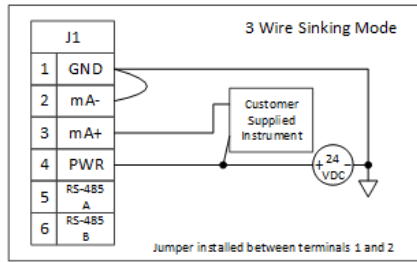 3 Wire Sinking Mode
J1
1 GND
2 mA-
3 mA+
4 PWR
5 RS-485 A
6 RS-485 B
Customer
Supplied
Instrument
+ 24 -
VDC
Jumper installed between terminals 1 and 2